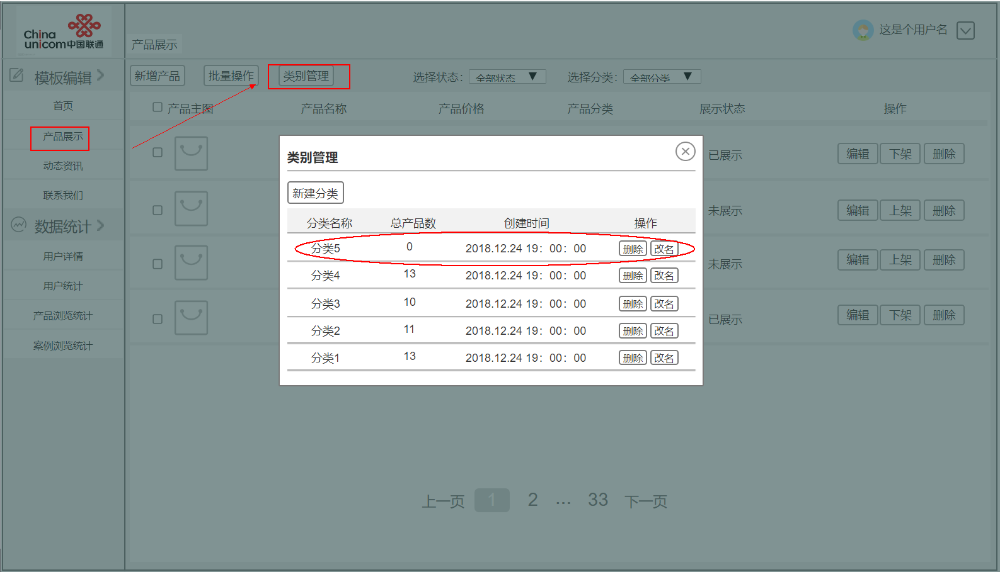 China
unicom中国联通
产品展示
这是个用户名
模板编辑
首页
产品展示
动态资讯
联系我们
数据统计
用户详情
用户统计
产品浏览统计
案例浏览统计
新增产品 批量操作 类别管理 选择状态： 全部状态 ▼ 选择分类： 全部分类 ▼
产品主图 产品名称 产品价格 产品分类 展示状态 操作
已展示 编辑 下架 删除
未展示 编辑 上架 删除
未展示 编辑 上架 删除
已展示 编辑 下架 删除
类别管理
新建分类
分类名称 总产品数 创建时间 操作
分类5 0 2018.12.24 19：00：00 删除 改名
分类4 13 2018.12.24 19：00：00 删除 改名
分类3 10 2018.12.24 19：00：00 删除 改名
分类2 11 2018.12.24 19：00：00 删除 改名
分类1 13 2018.12.24 19：00：00 删除 改名
上一页 1 2 ... 33 下一页